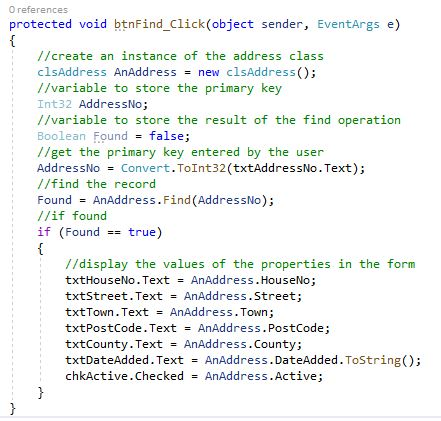 0 references
protected void btnFind_Click(object sender, EventArgs e)
{
//create an instance of the address class
clsAddress AnAddress = new clsAddress();
//variable to store the primary key
Int32 AddressNo;
//variable to store the result of the find operation
Boolean Found = false;
//get the primary key entered by the user
AddressNo = Convert.ToInt32(txtAddressNo.Text);
//find the record
Found = AnAddress.Find(AddressNo);
//if found
if (Found == true)
{
//display the values of the properties in the form
txtHouseNo.Text = AnAddress.HouseNo;
txtStreet.Text = AnAddress.Street;
txtTown.Text = AnAddress.Town;
txtPostCode.Text = AnAddress.PostCode;
txtCounty.Text = AnAddress.County;
txtDateAdded.Text = AnAddress.DateAdded.ToString();
chkActive.Checked = AnAddress.Active;
}
}